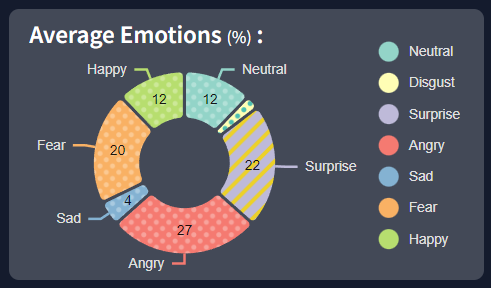 Average Emotions (%) :
Happy
Neutral
12
12
Fear
20
22
Surprise
Sad
4
27
Angry
Neutral
Disgust
Surprise
Angry
Sad
Fear
Happy